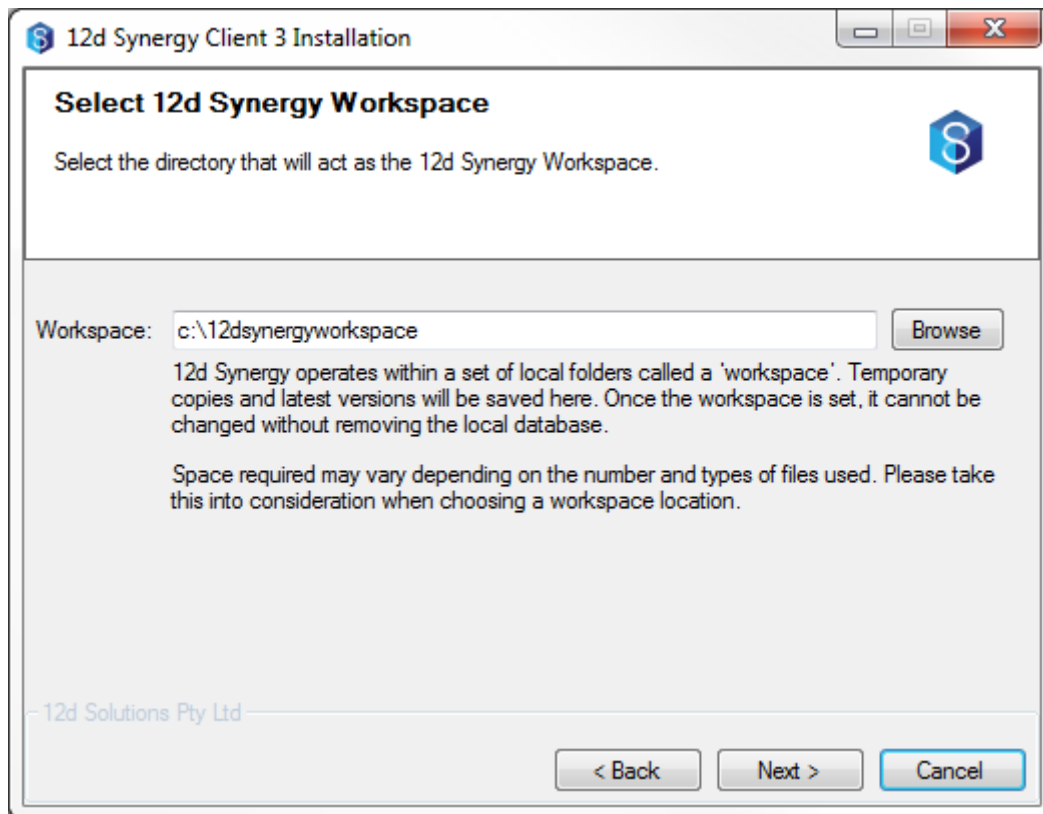 12d Synergy Client 3 Installation
Select 12d Synergy Workspace
Select the directory that will act as the 12d Synergy Workspace.
Workspace: c:\12dsynergyworkspace Browse
12d Synergy operates within a set of local folders called a 'workspace'. Temporary
copies and latest versions will be saved here. Once the workspace is set, it cannot be
changed without removing the local database.
Space required may vary depending on the number and types of files used. Please take
this into consideration when choosing a workspace location.
12d Solutions Pty Ltd
< Back Next > Cancel